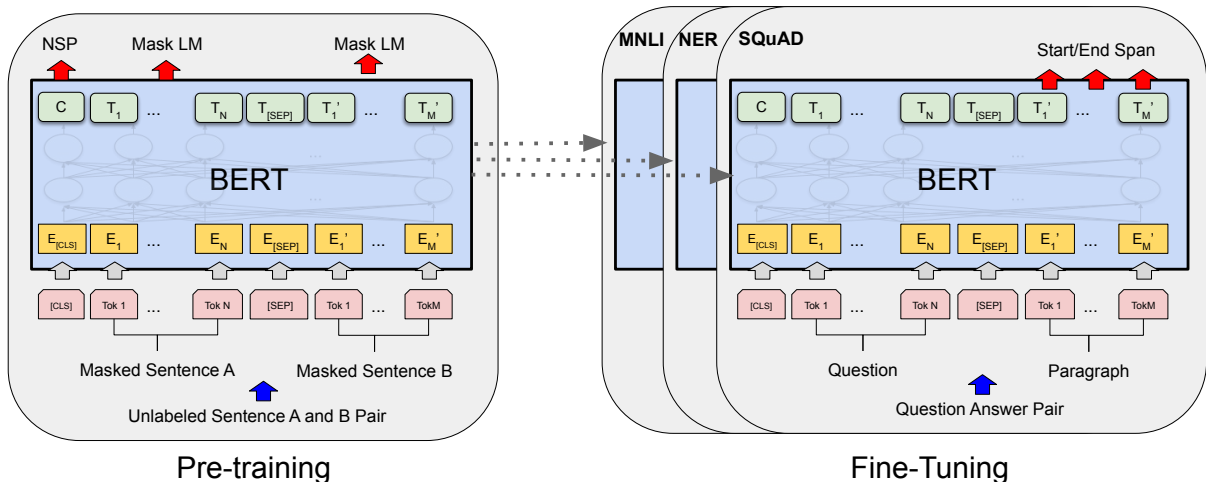 NSP Mask LM Mask LM
C T1 ... TN T[SEP] T1’ ... TM’
...
BERT
...
E[CLS] E1 ... EN E[SEP] E1’ ... EM’
[CLS] Tok 1 ... Tok N [SEP] Tok 1 ... TokM
Masked Sentence A Masked Sentence B
Unlabeled Sentence A and B Pair
Pre-training
MNLI NER SQuAD
Start/End Span
C T1 ... TN T[SEP] T1’ ... TM’
...
BERT
...
E[CLS] E1 ... EN E[SEP] E1’ ... EM’
[CLS] Tok 1 ... Tok N [SEP] Tok 1 ... TokM
Question Paragraph
Question Answer Pair
Fine-Tuning